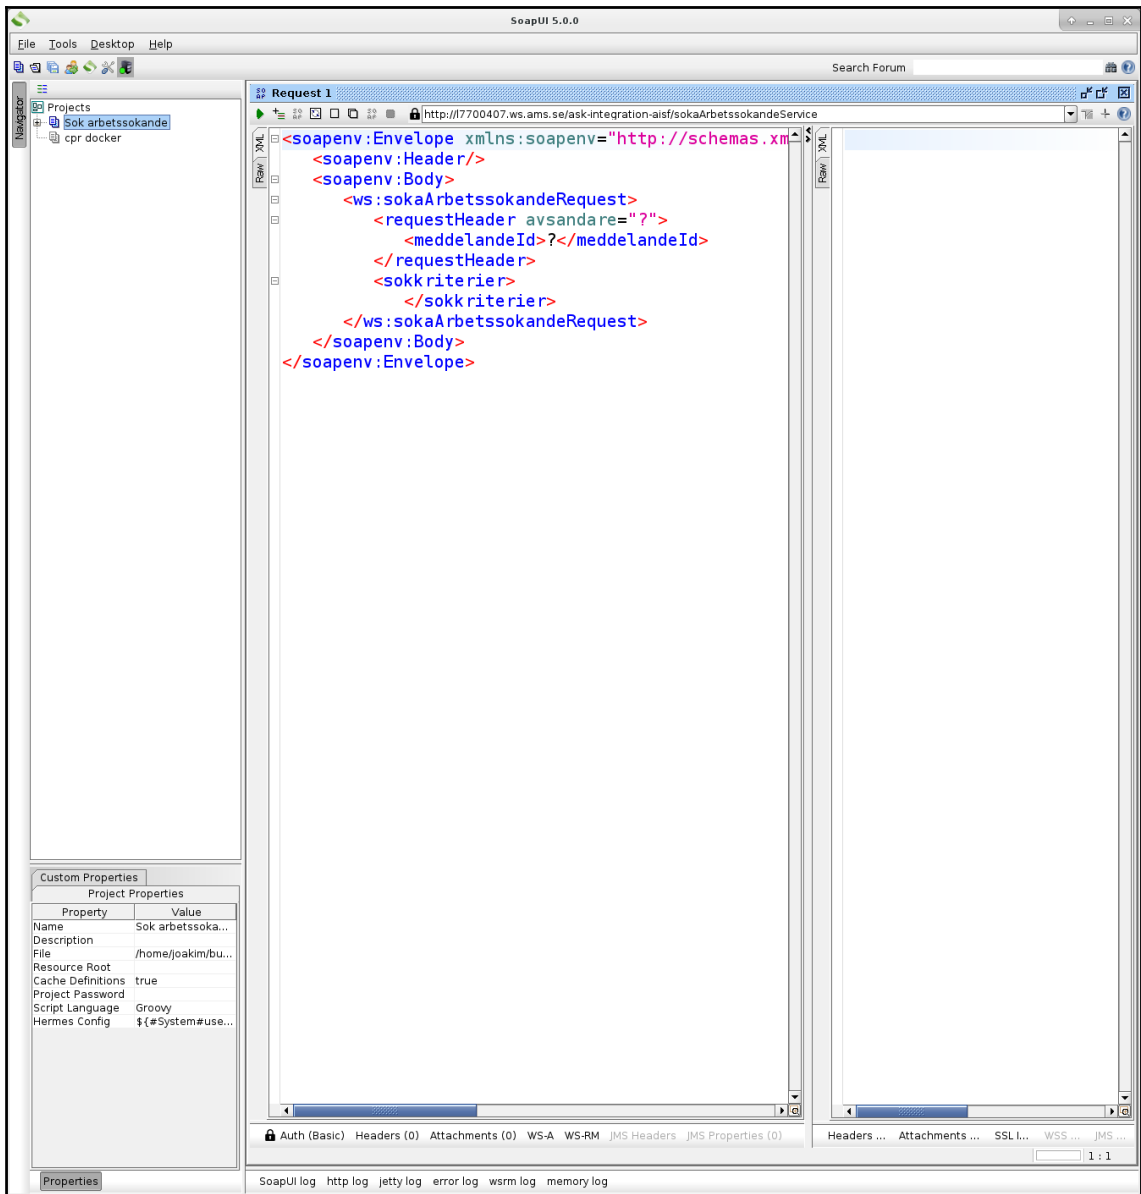 SoapUI 5.0.0
File Tools Desktop Help
Search Forum
Navigator
Projects
Sok arbetssokande
cpr docker
Request 1
http://l7700407.ws.ams.se/ask-integration-aisf/sokaArbetssokandeService
XML
Raw
<soapenv:Envelope xmlns:soapenv="http://schemas.xm
<soapenv:Header/>
<soapenv:Body>
<ws:sokaArbetssokandeRequest>
<requestHeader avsandare="?">
<meddelandeId>?</meddelandeId>
</requestHeader>
<sokkriterier>
</sokkriterier>
</ws:sokaArbetssokandeRequest>
</soapenv:Body>
</soapenv:Envelope>
XML
Raw
Custom Properties
Project Properties
Property Value
Name Sok arbetssoka...
Description
File /home/joakim/bu...
Resource Root
Cache Definitions true
Project Password
Script Language Groovy
Hermes Config ${#System#use...
Auth (Basic) Headers (0) Attachments (0) WS-A WS-RM JMS Headers JMS Properties (0)
Headers ... Attachments ... SSL I... WSS ... JMS ...
1 : 1
Properties
SoapUI log http log jetty log error log wsrm log memory log